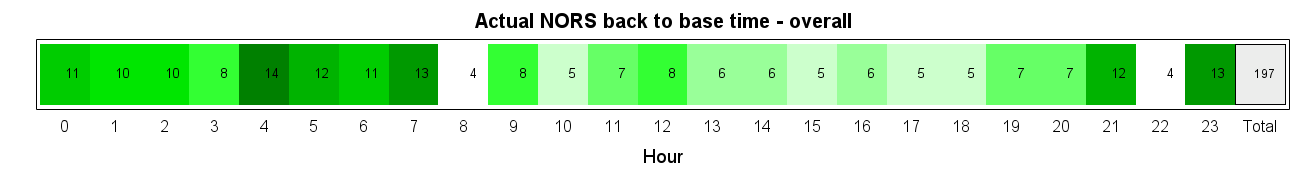 Actual NORS back to base time - overall
11 10 10 8 14 12 11 13 4 8 5 7 8 6 6 5 6 5 5 7 7 12 4 13 197
0 1 2 3 4 5 6 7 8 9 10 11 12 13 14 15 16 17 18 19 20 21 22 23 Total
Hour